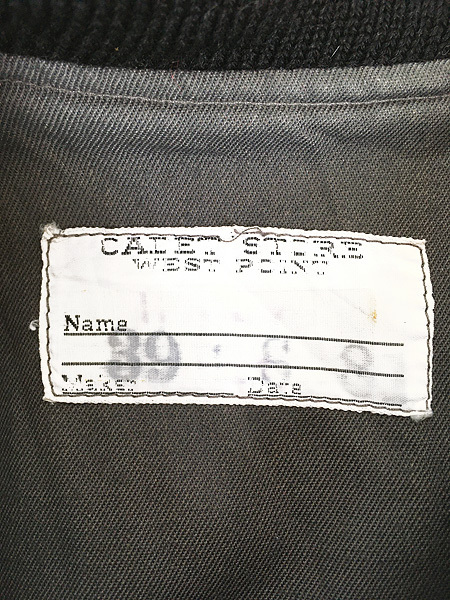 CADET STORE
WEST POINT
Name
Maker Date